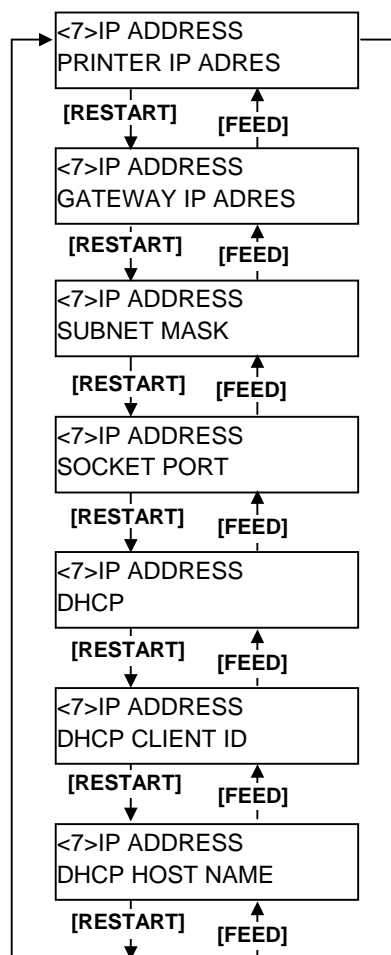 <7>IP ADDRESS
PRINTER IP ADRES
[RESTART]
[FEED]
<7>IP ADDRESS
GATEWAY IP ADRES
[RESTART]
[FEED]
<7>IP ADDRESS
SUBNET MASK
[RESTART]
[FEED]
<7>IP ADDRESS
SOCKET PORT
[RESTART]
[FEED]
<7>IP ADDRESS
DHCP
[RESTART]
[FEED]
<7>IP ADDRESS
DHCP CLIENT ID
[RESTART]
[FEED]
<7>IP ADDRESS
DHCP HOST NAME
[RESTART]
[FEED]